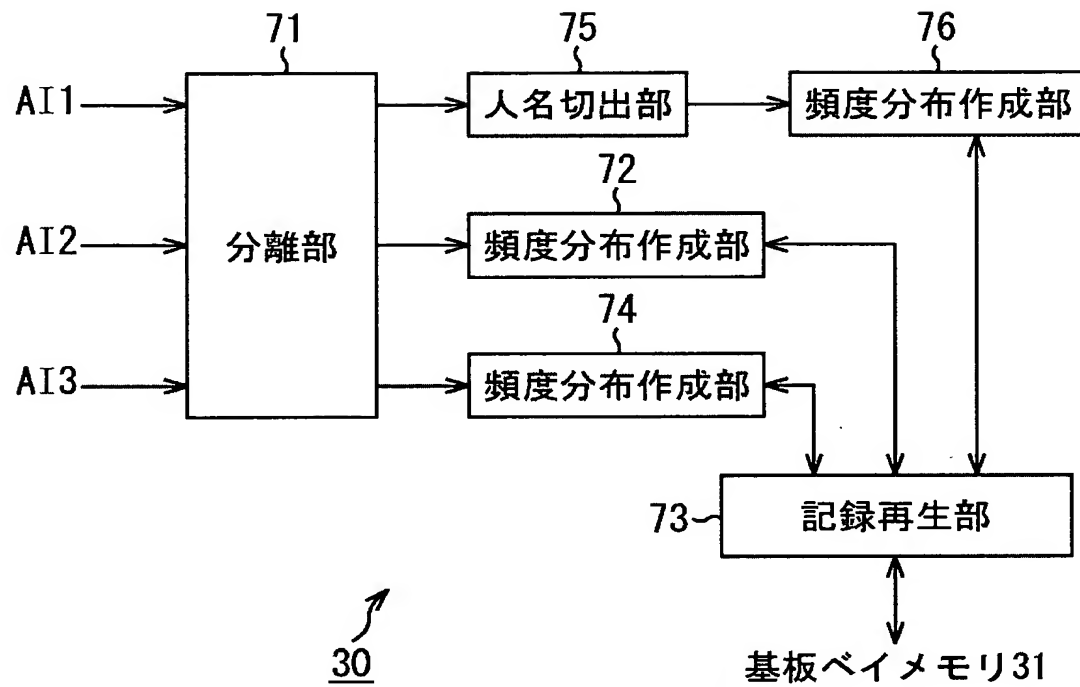 71
75
76
AI1
人名切出部
頻度分布作成部
72
AI2
分離部
頻度分布作成部
74
AI3
頻度分布作成部
73
記録再生部
30
基板ベイメモリ31